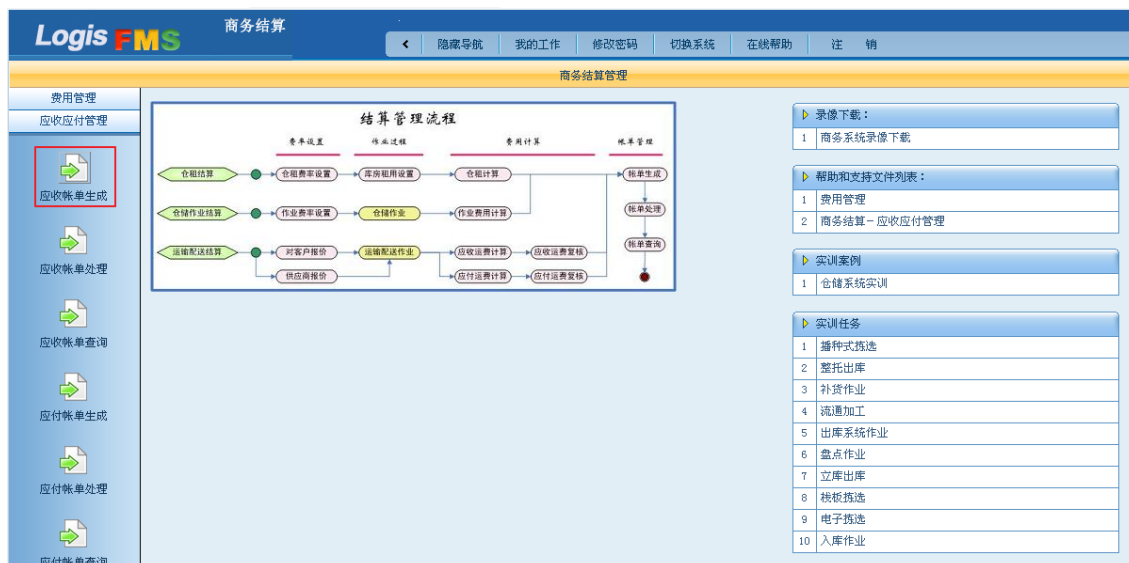 Logis FMS
商务结算
隐藏导航 我的工作 修改密码 切换系统 在线帮助 注 销
商务结算管理
费用管理
应收应付管理
应收帐单生成
应收帐单处理
应收帐单查询
应付帐单生成
应付帐单处理
应付帐单查询
结算管理流程
费率设置 作业过程 费用计算 帐单管理
仓租结算 仓租费率设置 库房租用设置 仓租计算 帐单生成
仓储作业结算 作业费率设置 仓储作业 作业费用计算 帐单处理
运输配送结算 对客户报价 运输配送作业 应收运费计算 应收运费复核 帐单查询
供应商报价 应付运费计算 应付运费复核
录像下载：
1 商务系统录像下载
帮助和支持文件列表：
1 费用管理
2 商务结算－应收应付管理
实训案例
1 仓储系统实训
实训任务
1 播种式拣选
2 整托出库
3 补货作业
4 流通加工
5 出库系统作业
6 盘点作业
7 立库出库
8 栈板拣选
9 电子拣选
10 入库作业